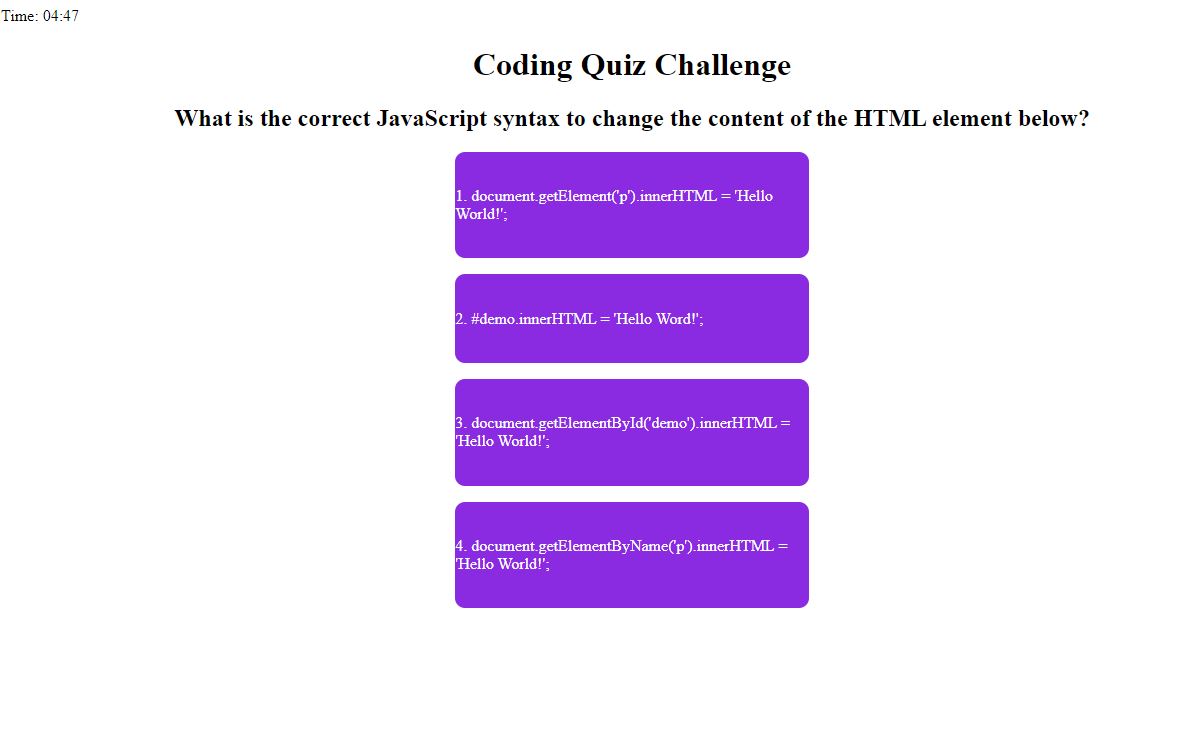 Time: 04:47
Coding Quiz Challenge
What is the correct JavaScript syntax to change the content of the HTML element below?
1. document.getElement('p').innerHTML = 'Hello
World!';
2. #demo.innerHTML = 'Hello Word!';
3. document.getElementById('demo').innerHTML =
'Hello World!';
4. document.getElementByName('p').innerHTML =
'Hello World!';